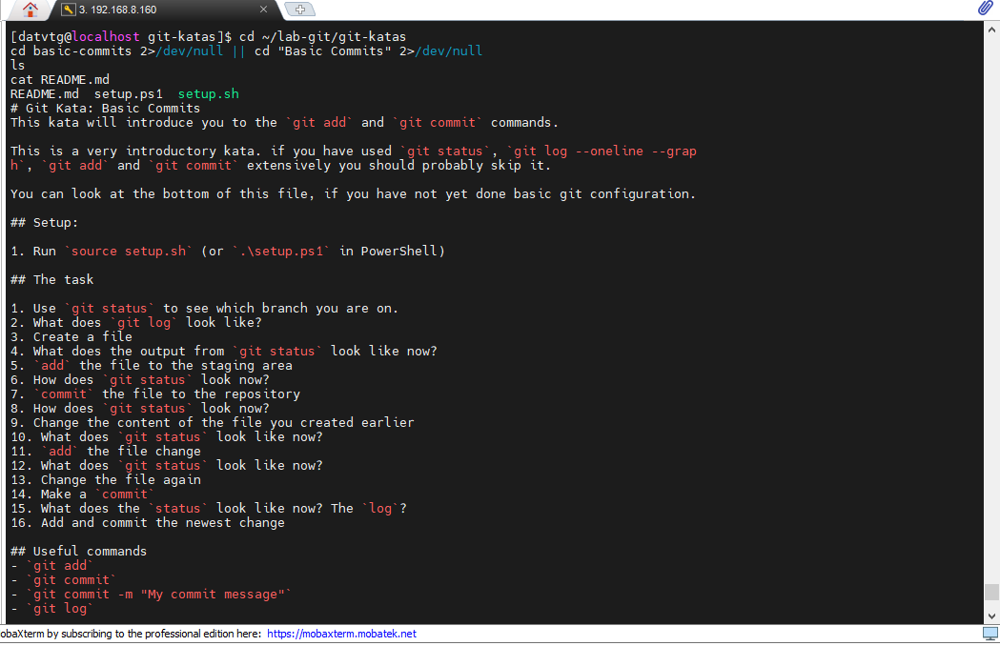 3. 192.168.8.160
[datvtg@localhost git-katas]$ cd ~/lab-git/git-katas
cd basic-commits 2>/dev/null || cd "Basic Commits" 2>/dev/null
ls
cat README.md
README.md  setup.ps1  setup.sh
# Git Kata: Basic Commits
This kata will introduce you to the `git add` and `git commit` commands.

This is a very introductory kata. if you have used `git status`, `git log --oneline --grap
h`, `git add` and `git commit` extensively you should probably skip it.

You can look at the bottom of this file, if you have not yet done basic git configuration.

## Setup:

1. Run `source setup.sh` (or `.\setup.ps1` in PowerShell)

## The task

1. Use `git status` to see which branch you are on.
2. What does `git log` look like?
3. Create a file
4. What does the output from `git status` look like now?
5. `add` the file to the staging area
6. How does `git status` look now?
7. `commit` the file to the repository
8. How does `git status` look now?
9. Change the content of the file you created earlier
10. What does `git status` look like now?
11. `add` the file change
12. What does `git status` look like now?
13. Change the file again
14. Make a `commit`
15. What does the `status` look like now? The `log`?
16. Add and commit the newest change

## Useful commands
- `git add`
- `git commit`
- `git commit -m "My commit message"`
- `git log`
obaXterm by subscribing to the professional edition here: https://mobaxterm.mobatek.net